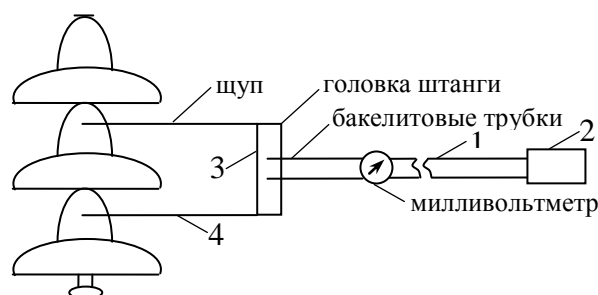 щуп
головка штанги
бакелитовые трубки
1
2
3
милливольтметр
4